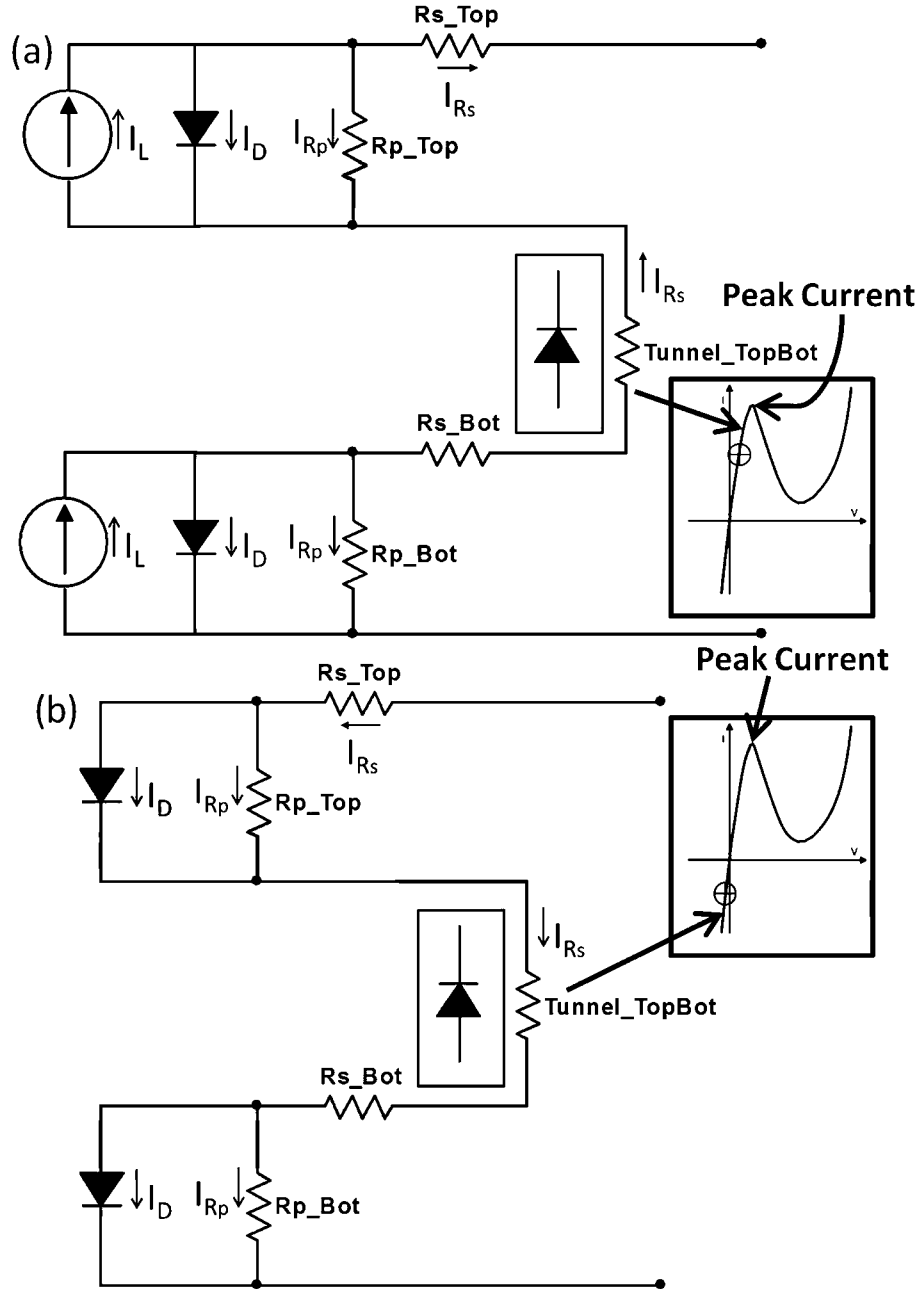 (a)
Rs_Top
I_Rs
I_L
I_D
I_Rp
Rp_Top
I_Rs
Peak Current
Tunnel_TopBot
Rs_Bot
I
V
I_L
I_D
I_Rp
Rp_Bot
Peak Current
(b)
Rs_Top
I_Rs
I
V
I_D
I_Rp
Rp_Top
I_Rs
Tunnel_TopBot
Rs_Bot
I_D
I_Rp
Rp_Bot